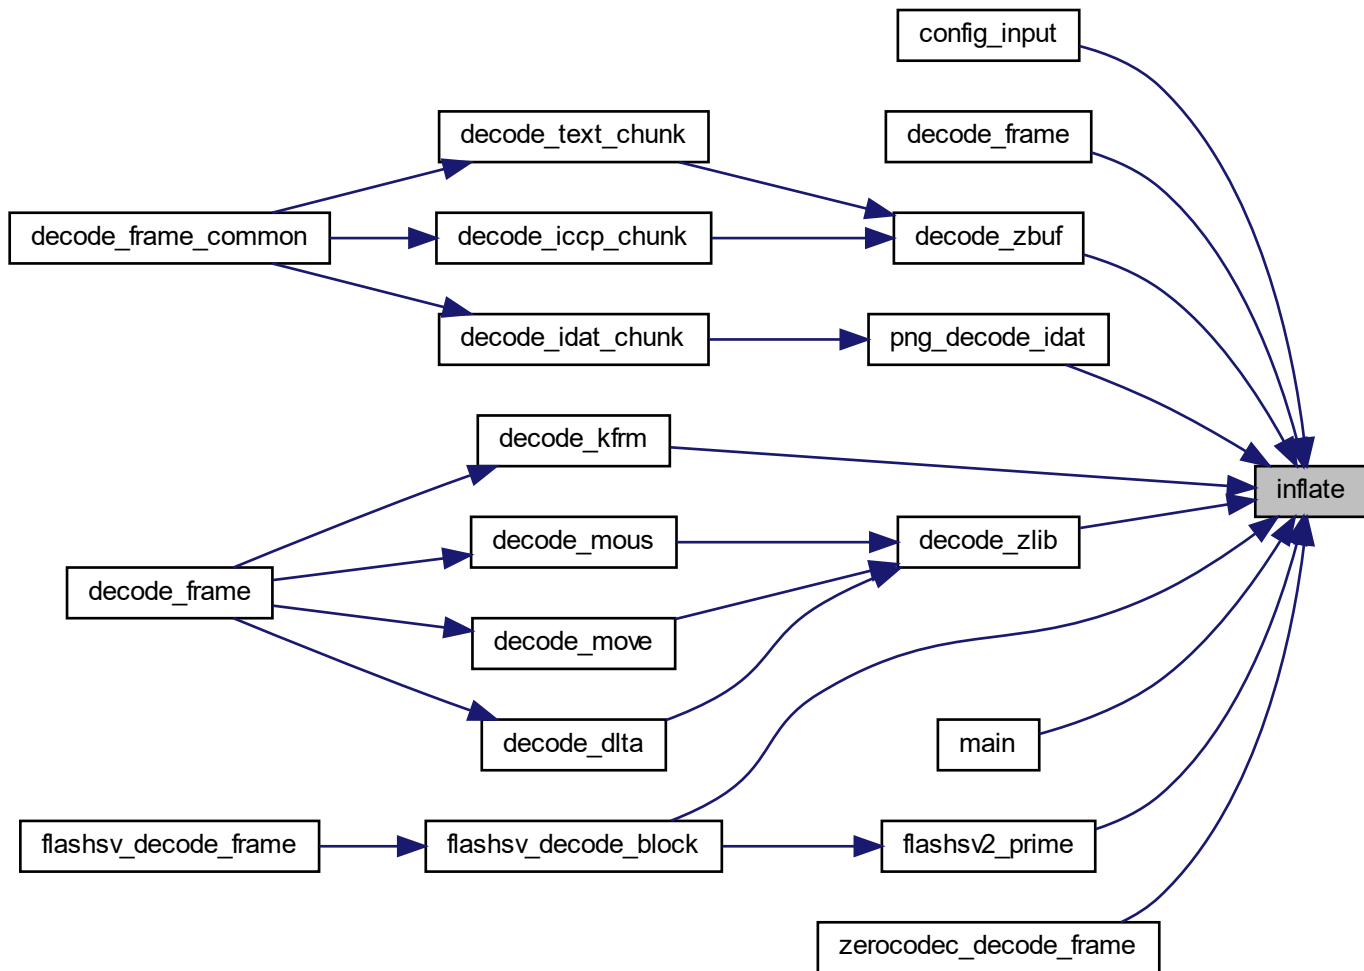 config_input
decode_text_chunk
decode_frame
decode_frame_common
decode_iccp_chunk
decode_zbuf
decode_idat_chunk
png_decode_idat
decode_kfrm
inflate
decode_mous
decode_zlib
decode_frame
decode_move
decode_dlta
main
flashsv_decode_frame
flashsv_decode_block
flashsv2_prime
zerocodec_decode_frame